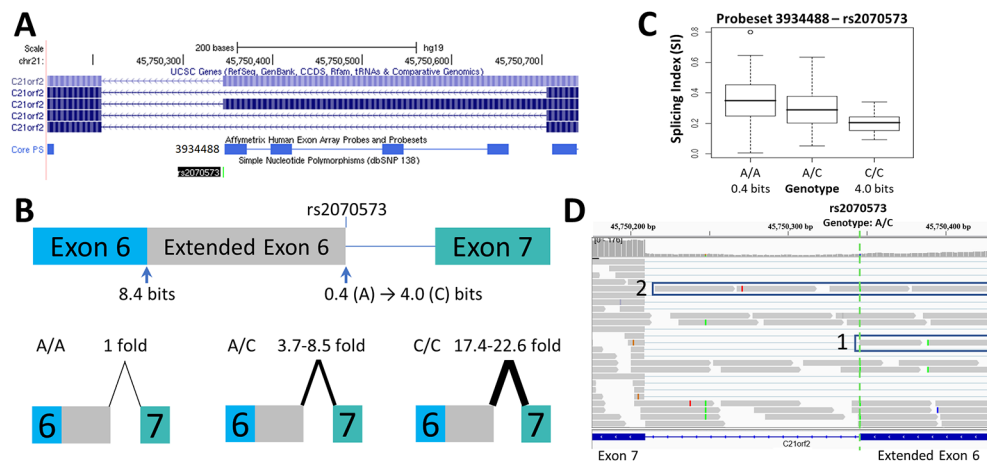 A
Scale
200 bases
hg19
chr21:
45,750,300
45,750,400
45,750,500
45,750,600
45,750,700
UCSC Genes (RefSeq, GenBank, CCDS, Rfam, tRNAs & Comparative Genomics)
C21orf2
C21orf2
C21orf2
C21orf2
C21orf2
Affymetrix Human Exon Array Probes and Probesets
Core PS
3934488
Simple Nucleotide Polymorphisms (dbSNP 138)
rs2070573
B
rs2070573
Exon 6
Extended Exon 6
Exon 7
8.4 bits
0.4 (A) → 4.0 (C) bits
A/A
1 fold
A/C
3.7-8.5 fold
C/C
17.4-22.6 fold
6
7
6
7
6
7
C
Probeset 3934488 – rs2070573
Splicing Index (SI)
0.8
0.6
0.4
0.2
0.0
A/A
A/C
C/C
0.4 bits
Genotype
4.0 bits
D
rs2070573
Genotype: A/C
45,750,200 bp
45,750,300 bp
45,750,400 bp
[0 - 176]
2
1
C21orf2
Exon 7
Extended Exon 6